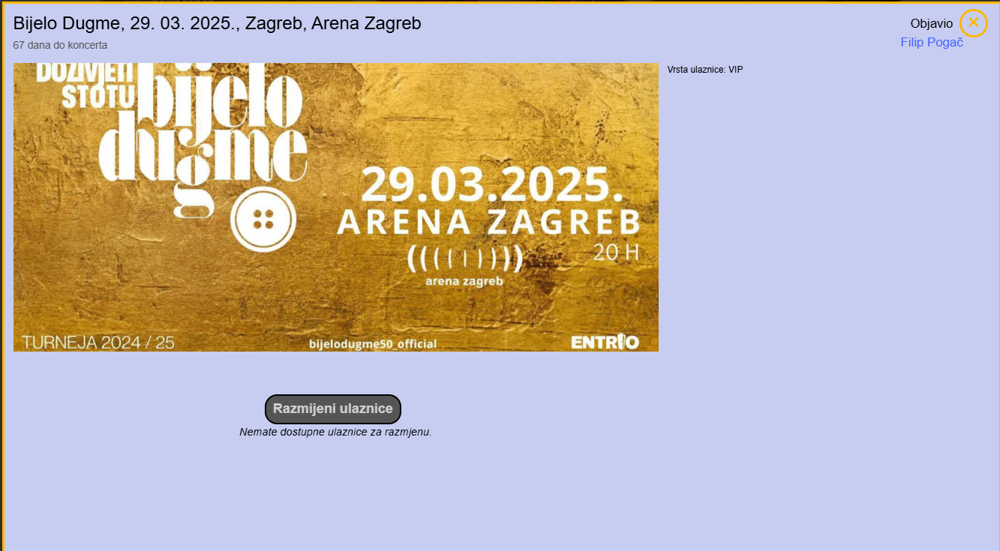 Bijelo Dugme, 29. 03. 2025., Zagreb, Arena Zagreb
67 dana do koncerta
Objavio
Filip Pogač
DOŽIVJETI
STOTU
bijelo
dugme
29.03.2025.
ARENA ZAGREB
20 H
arena zagreb
TURNEJA 2024 / 25
bijelodugme50_official
ENTRIO
Vrsta ulaznice: VIP
Razmijeni ulaznice
Nemate dostupne ulaznice za razmjenu.